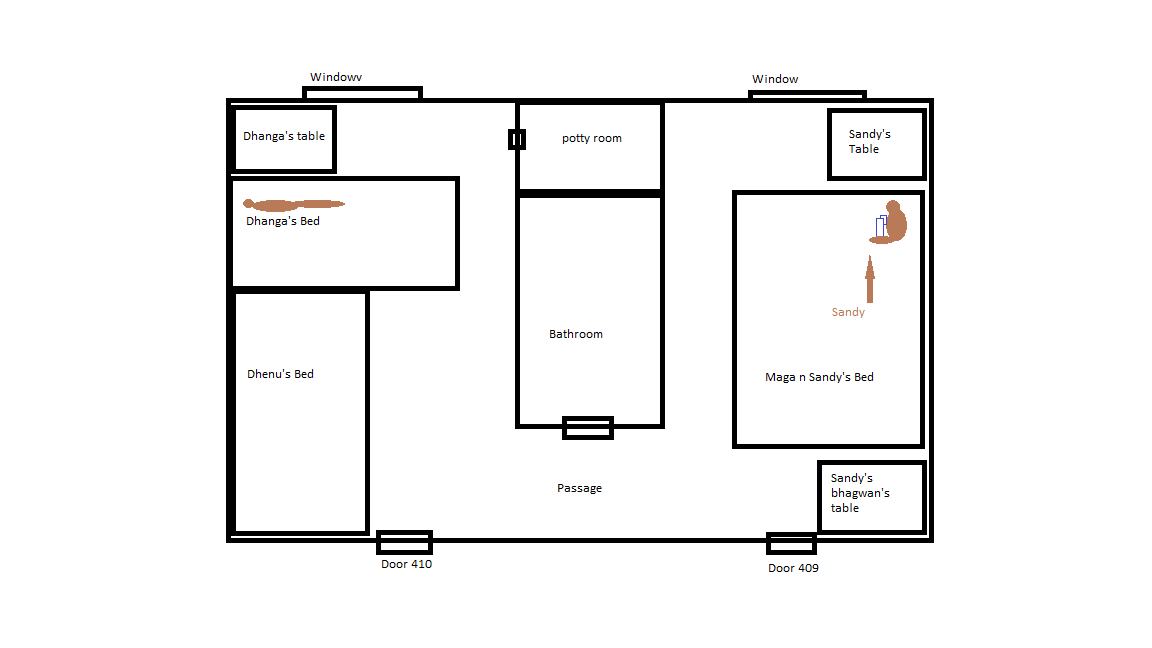 Windowv
Window
Dhanga's table
potty room
Sandy's
Table
Dhanga's Bed
Sandy
Bathroom
Dhenu's Bed
Maga n Sandy's Bed
Sandy's
bhagwan's
table
Passage
Door 410
Door 409